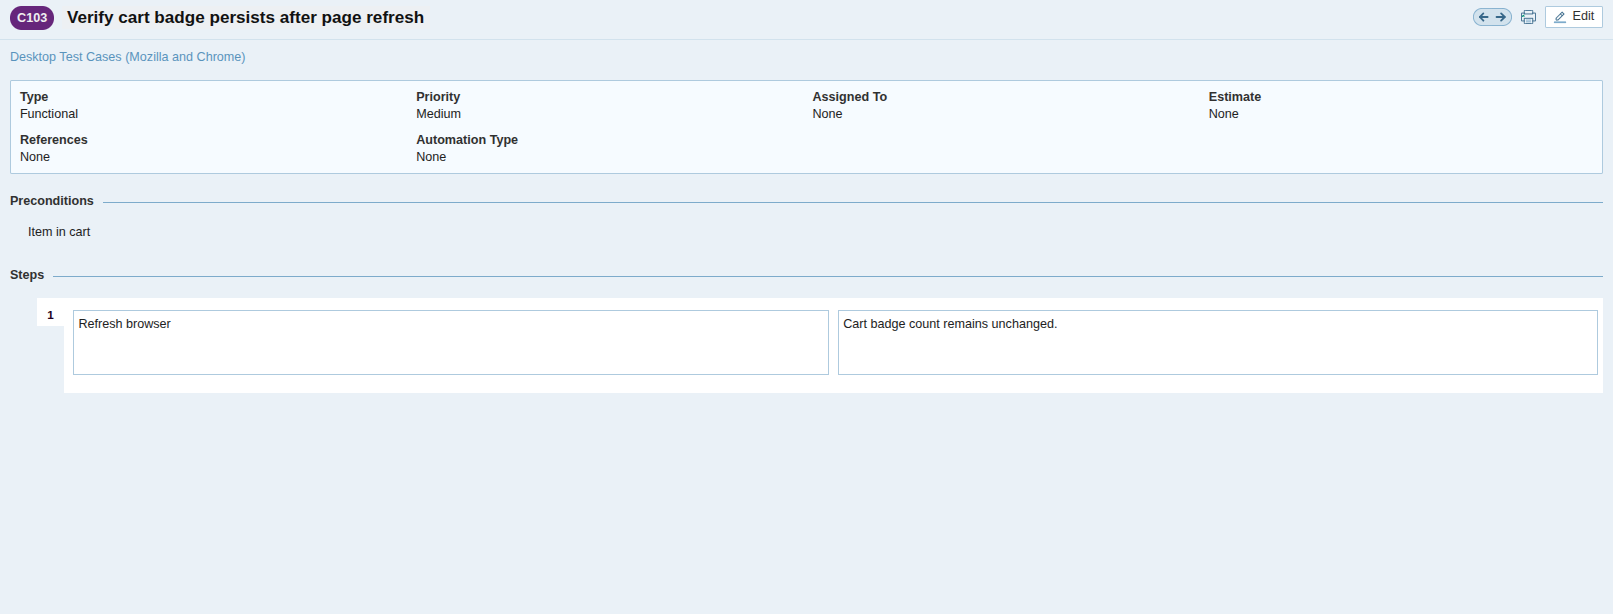 C103 Verify cart badge persists after page refresh Edit
Desktop Test Cases (Mozilla and Chrome)
Type Priority Assigned To Estimate
Functional Medium None None
References Automation Type
None None
Preconditions
Item in cart
Steps
1 Refresh browser Cart badge count remains unchanged.